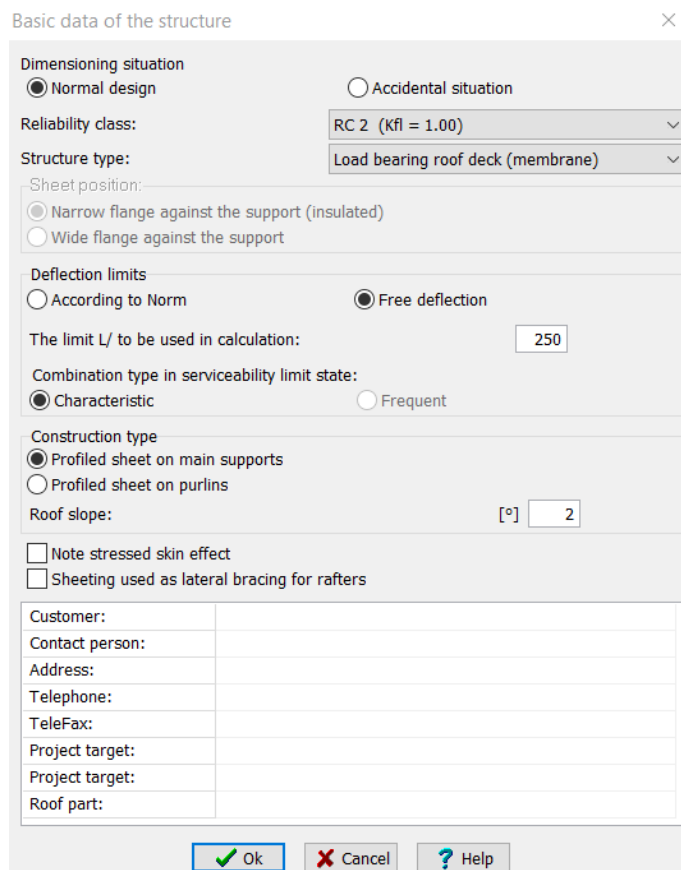 Basic data of the structure
Dimensioning situation
Normal design Accidental situation
Reliability class: RC 2 (Kfl = 1.00)
Structure type: Load bearing roof deck (membrane)
Sheet position:
Narrow flange against the support (insulated)
Wide flange against the support
Deflection limits
According to Norm Free deflection
The limit L/ to be used in calculation: 250
Combination type in serviceability limit state:
Characteristic Frequent
Construction type
Profiled sheet on main supports
Profiled sheet on purlins
Roof slope: [°] 2
Note stressed skin effect
Sheeting used as lateral bracing for rafters
Customer:
Contact person:
Address:
Telephone:
TeleFax:
Project target:
Project target:
Roof part:
Ok Cancel Help